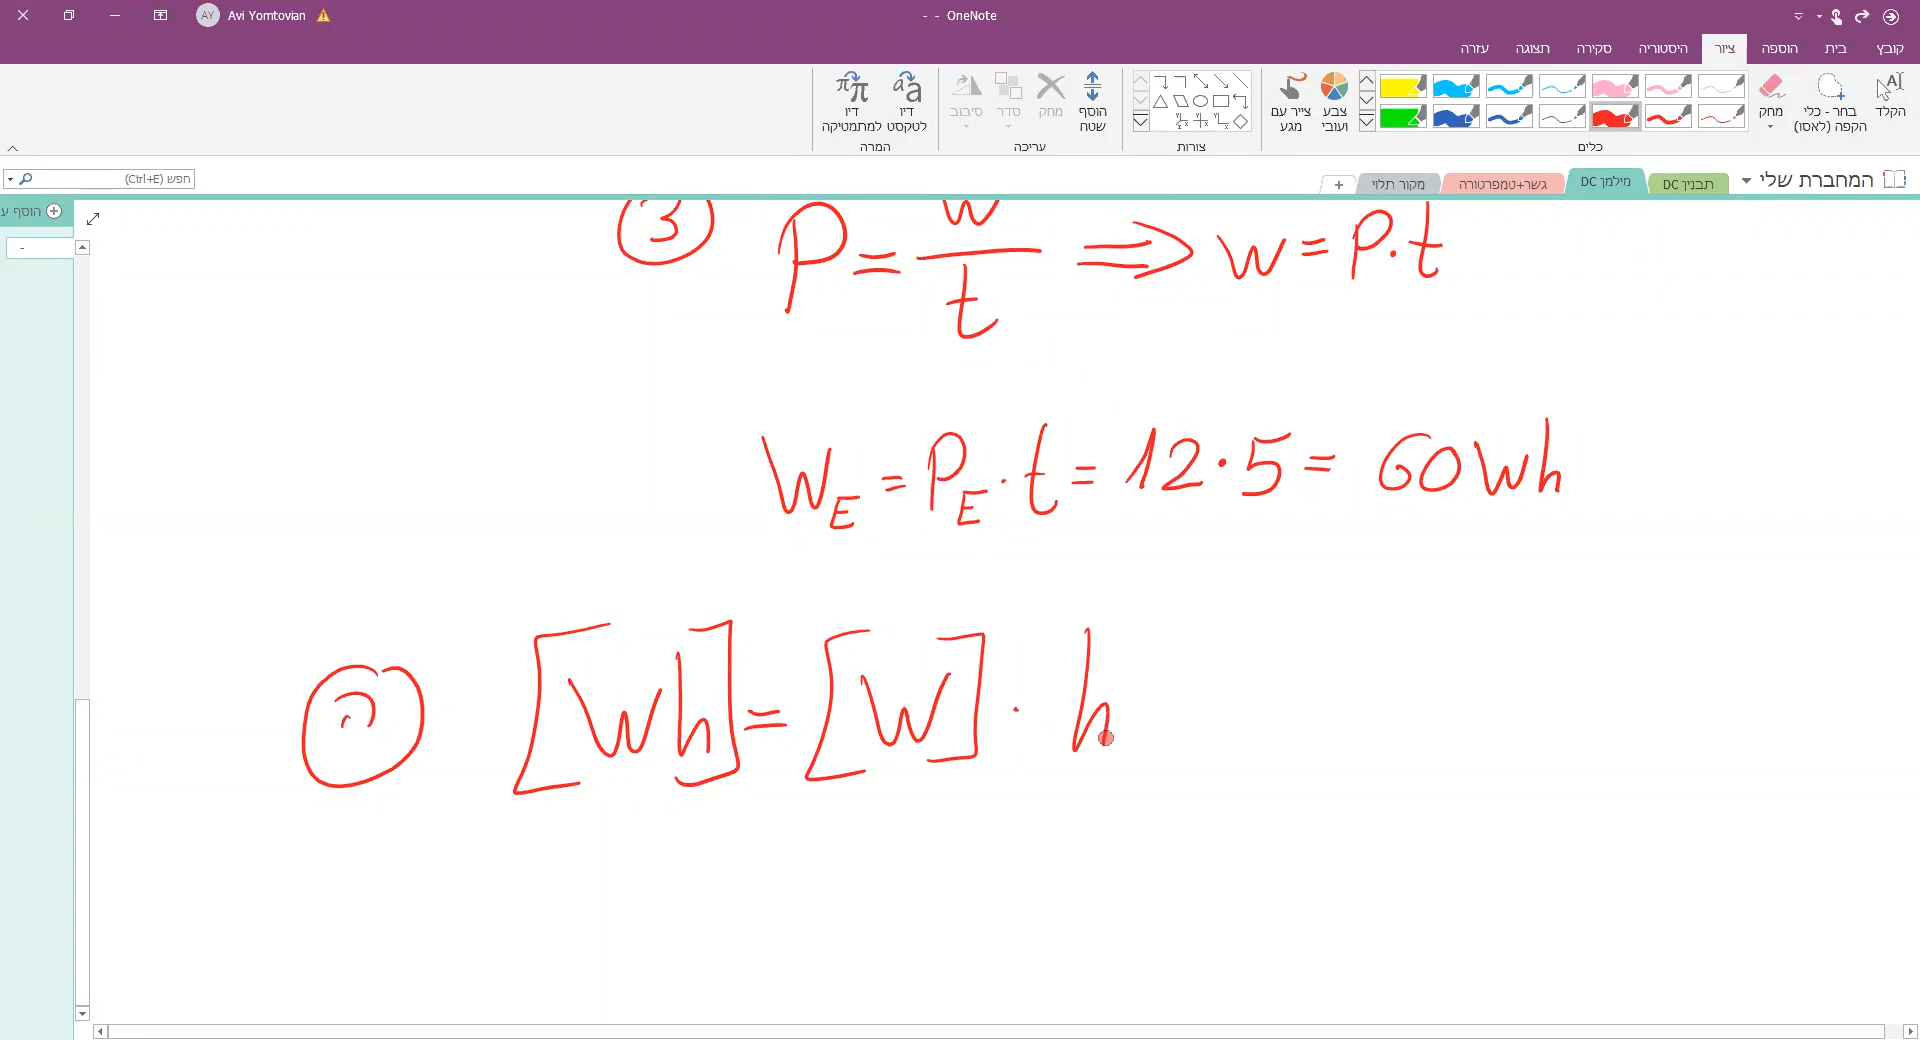 AY Avi Yomtovian
- - OneNote
קובץ בית הוספה ציור היסטוריה סקירה תצוגה עזרה
הקלד
בחר - כלי הקפה (לאסו)
מחק
כלים
צבע ועובי
צייר עם מגע
צורות
הוסף שטח
מחק
סדר
סיבוב
עריכה
דיו לטקסט
דיו למתמטיקה
המרה
המחברת שלי
תבנין DC
מילמן DC
גשר+טמפרטורה
מקור תלוי
+
חפש (Ctrl+E)
הוסף ע
-
3 P = w/t ⇒ w = P·t
W_E = P_E · t = 12 · 5 = 60Wh
ה [Wh] = [W] · h